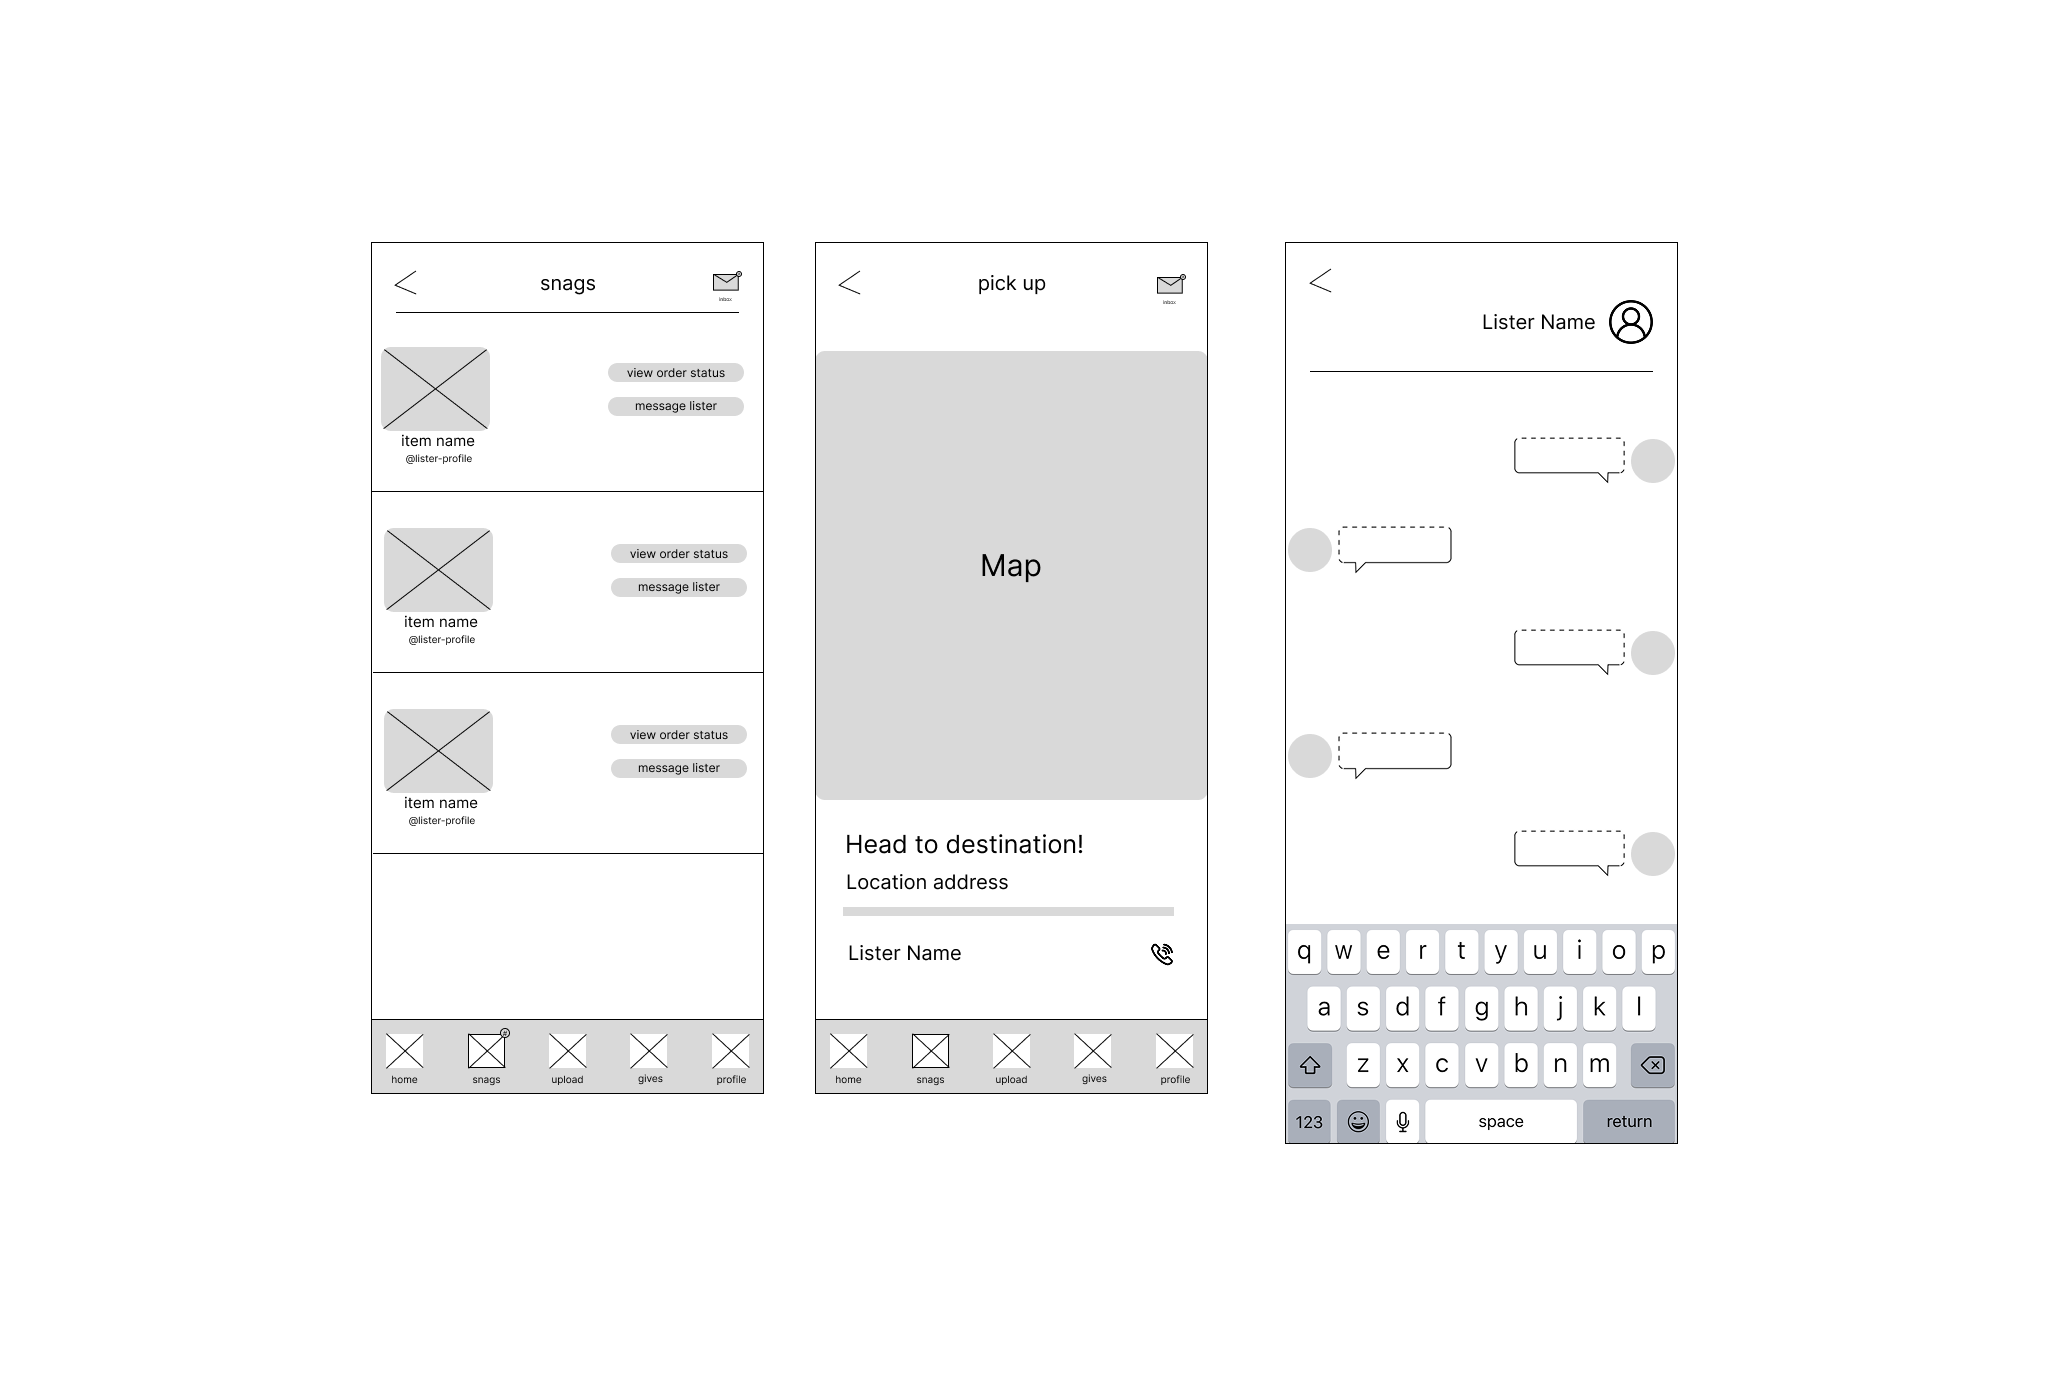 snags
inbox
view order status
message lister
item name
@lister-profile
view order status
message lister
item name
@lister-profile
view order status
message lister
item name
@lister-profile
home
snags
upload
gives
profile
pick up
inbox
Map
Head to destination!
Location address
Lister Name
home
snags
upload
gives
profile
Lister Name
q w e r t y u i o p
a s d f g h j k l
z x c v b n m
123 space return